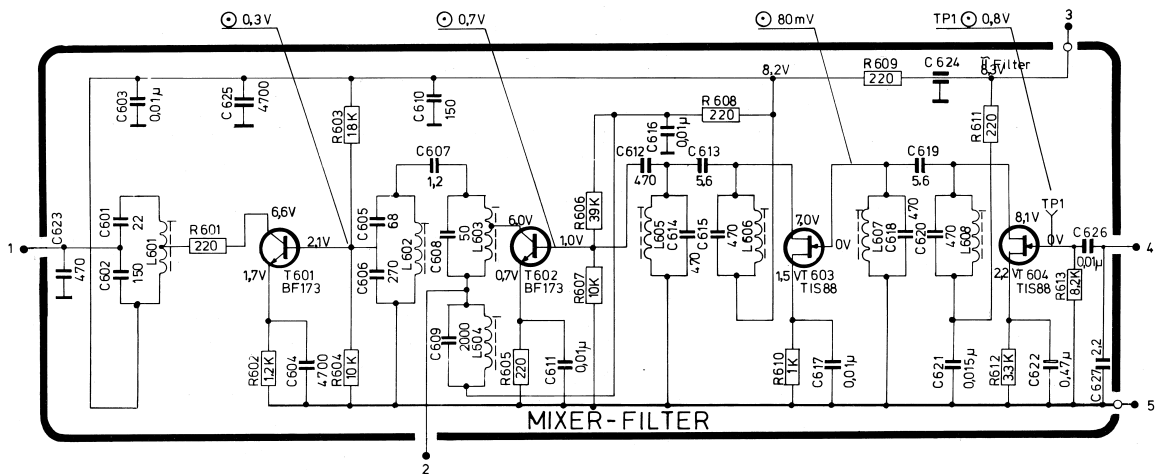 ⊙ 0,3V
⊙ 0,7V
⊙ 80mV
TP1 ⊙ 0,8V
3
8,2V
R609
220
C624
Filter
8,3V
C603
0,01µ
C625
4700
R603
18K
C610
150
R608
220
C616
0,01µ
R611
220
C607
1,2
C612
470
C613
5,6
C619
5,6
C623
470
C601
22
L601
C602
150
R601
220
6,6V
2,1V
1,7V
T601
BF173
C605
68
C606
270
L602
C608
50
L603
6,0V
1,0V
0,7V
T602
BF173
R606
39K
R607
10K
L605
C614
470
C615
470
L606
7,0V
0V
1,5V
T603
TIS88
L607
C618
470
C620
470
L608
8,1V
TP1
0V
2,2V
T604
TIS88
C626
0,01µ
R613
8.2K
1
4
R602
1.2K
C604
4700
R604
10K
C609
2000
L604
R605
220
C611
0,01µ
R610
1K
C617
0,01µ
C621
0,015µ
R612
3.3K
C622
0,47µ
C627
2,2
5
MIXER-FILTER
2